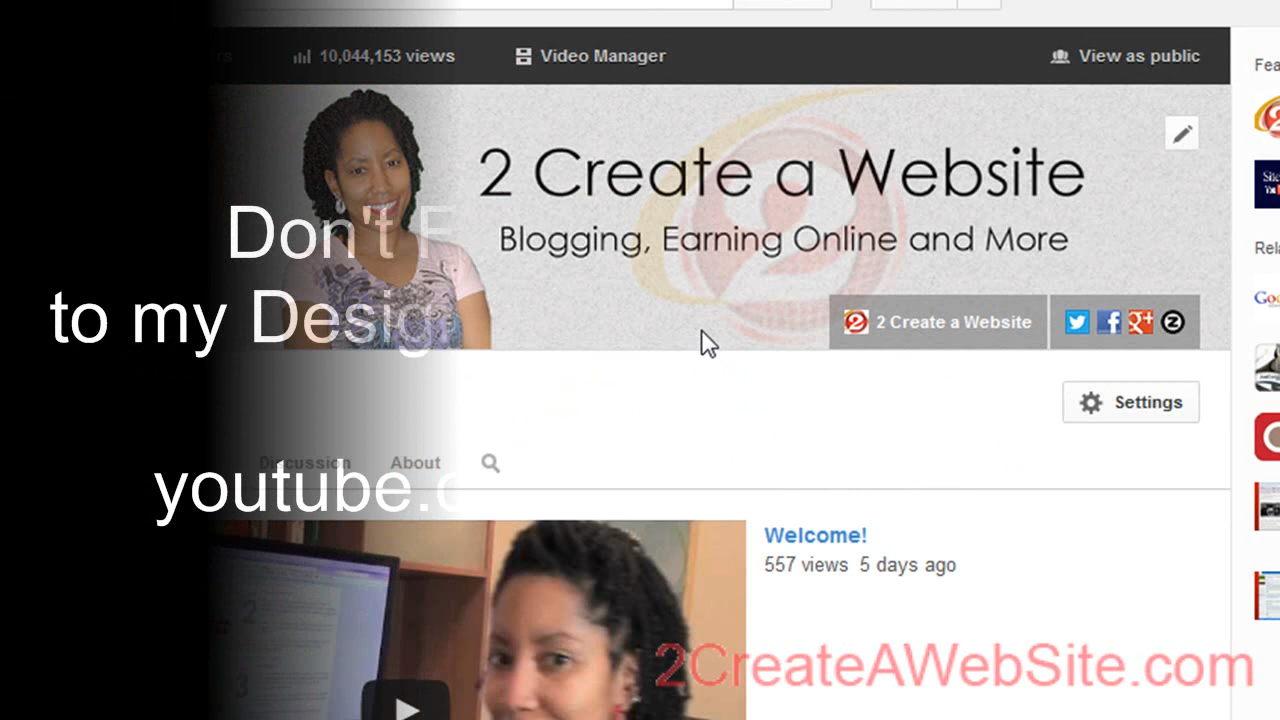 10,044,153 views
Video Manager
View as public
2 Create a Website
Blogging, Earning Online and More
2 Create a Website
Don't
to my
Settings
Discussion
About
youtube.
Welcome!
557 views 5 days ago
2CreateAWebSite.com